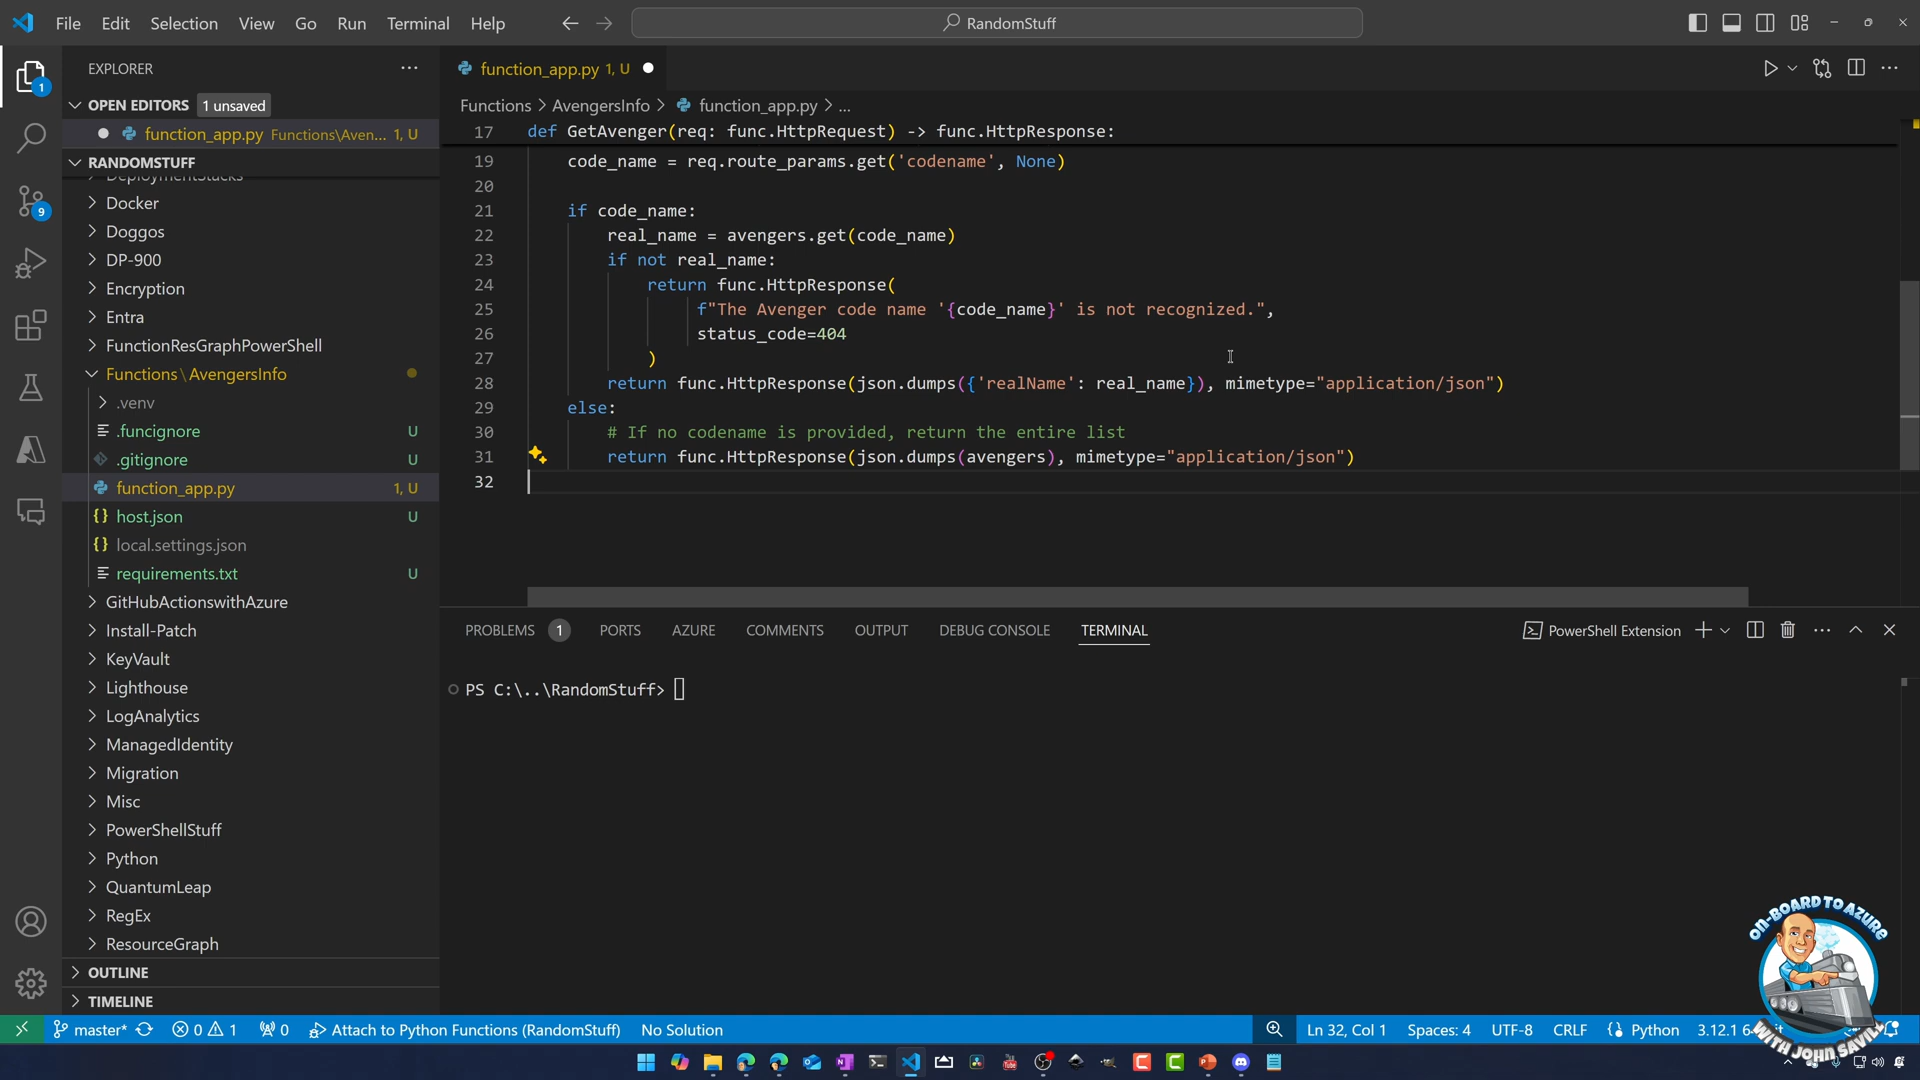 File Edit Selection View Go Run Terminal Help
RandomStuff
EXPLORER
OPEN EDITORS 1 unsaved
function_app.py Functions\Aven... 1, U
RANDOMSTUFF
DeploymentStacks
Docker
Doggos
DP-900
Encryption
Entra
FunctionResGraphPowerShell
Functions\AvengersInfo
.venv
.funcignore U
.gitignore U
function_app.py 1, U
host.json U
local.settings.json
requirements.txt U
GitHubActionswithAzure
Install-Patch
KeyVault
Lighthouse
LogAnalytics
ManagedIdentity
Migration
Misc
PowerShellStuff
Python
QuantumLeap
RegEx
ResourceGraph
OUTLINE
TIMELINE
1
9
function_app.py 1, U
Functions > AvengersInfo > function_app.py > ...
17 def GetAvenger(req: func.HttpRequest) -> func.HttpResponse:
19 code_name = req.route_params.get('codename', None)
20
21 if code_name:
22 real_name = avengers.get(code_name)
23 if not real_name:
24 return func.HttpResponse(
25 f"The Avenger code name '{code_name}' is not recognized.",
26 status_code=404
27 )
28 return func.HttpResponse(json.dumps({'realName': real_name}), mimetype="application/json")
29 else:
30 # If no codename is provided, return the entire list
31 return func.HttpResponse(json.dumps(avengers), mimetype="application/json")
32
PROBLEMS 1 PORTS AZURE COMMENTS OUTPUT DEBUG CONSOLE TERMINAL
PowerShell Extension
PS C:\..\RandomStuff>
ON-BOARD TO AZURE
WITH JOHN SAVILL
master* 0 1 0 Attach to Python Functions (RandomStuff) No Solution
Ln 32, Col 1 Spaces: 4 UTF-8 CRLF Python